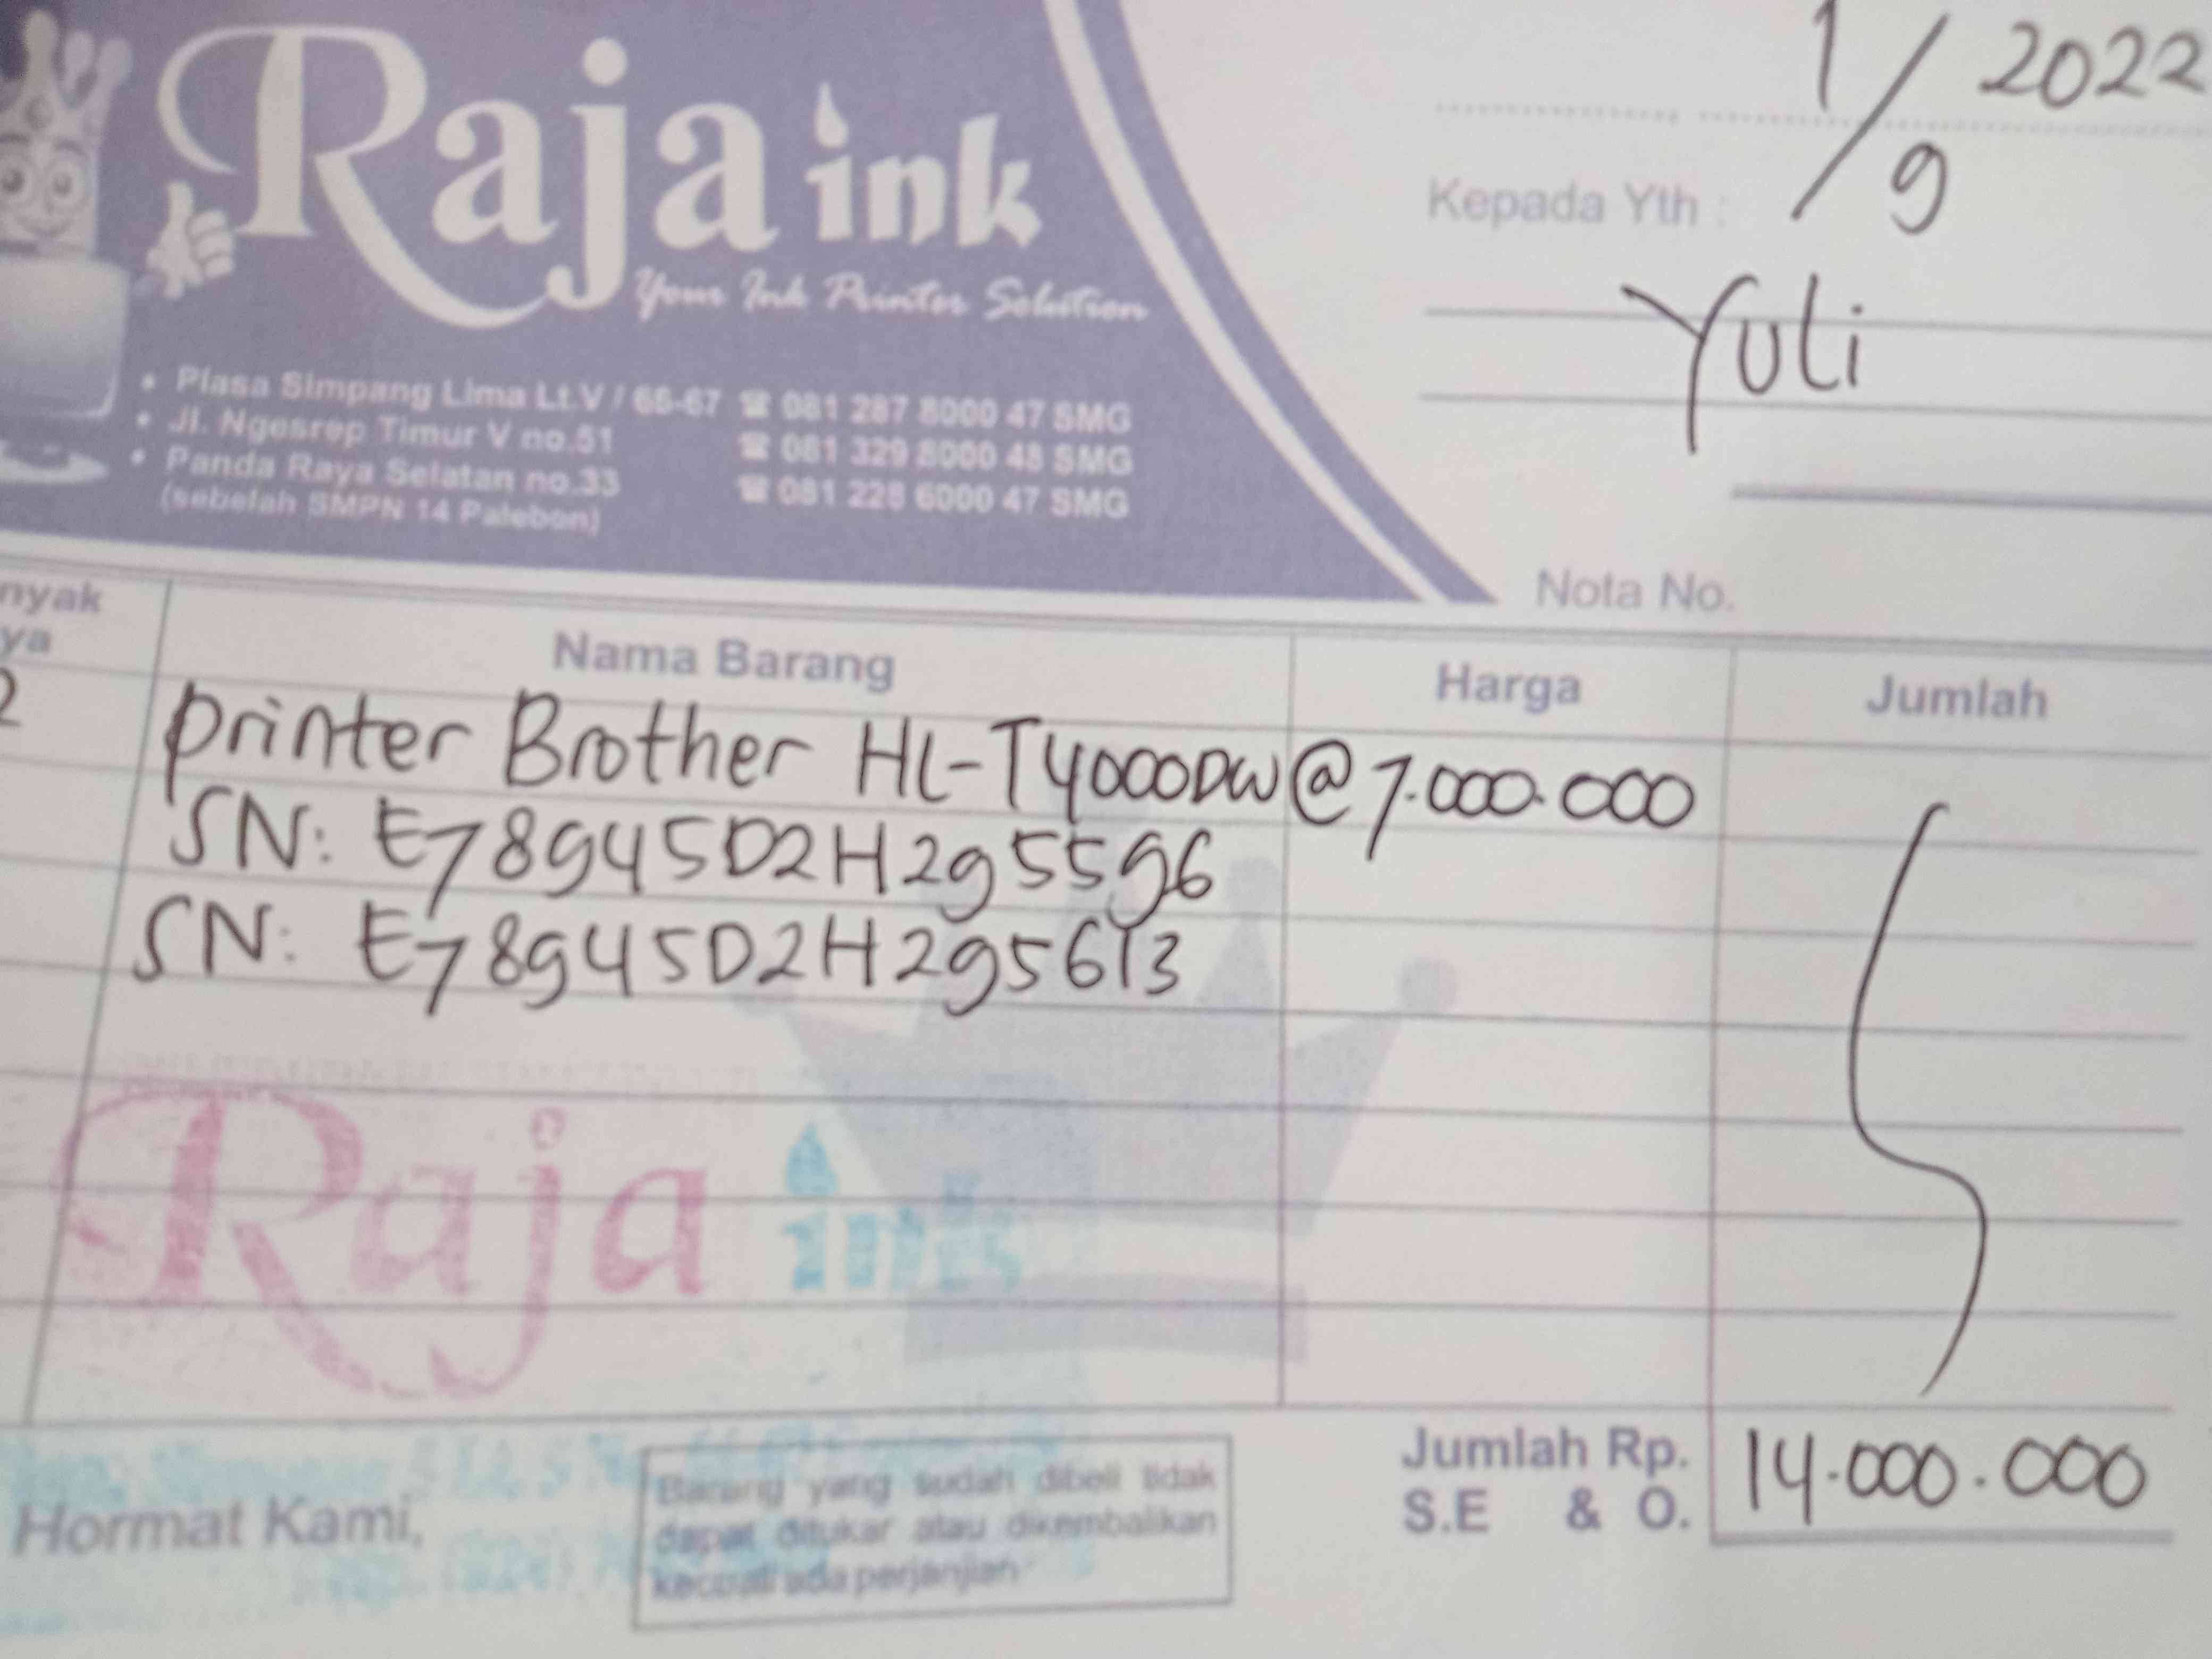 Raja ink
Your Ink Printer Solution
• Plasa Simpang Lima Lt.V / 66-67 ☎ 081 287 8000 47 SMG
• Jl. Ngesrep Timur V no.51 ☎ 081 329 8000 48 SMG
• Panda Raya Selatan no.33 ☎ 081 228 6000 47 SMG
(sebelah SMPN 14 Palebon)
1/9 2022
Kepada Yth :
Yuli
Nota No.
nyak
ya
Nama Barang Harga Jumlah
2 printer Brother HL-T4000DW @ 7.000.000
SN: E78945D2H295596
SN: E78945D2H295613
Raja inks
Jumlah Rp. 14.000.000
S.E & O.
Hormat Kami,
Barang yang sudah dibeli tidak
dapat ditukar atau dikembalikan
kecuali ada perjanjian